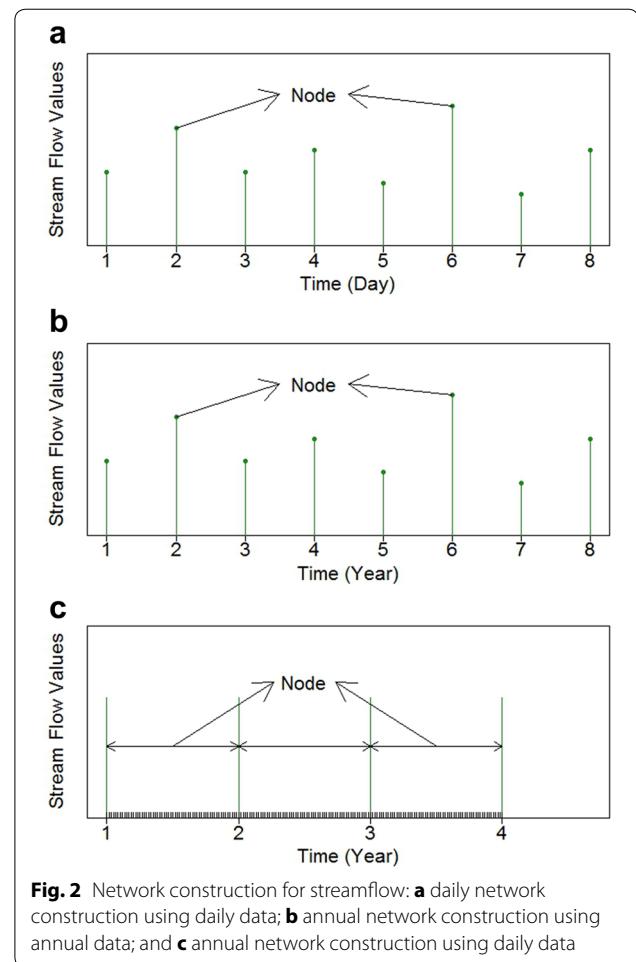 a
Stream Flow Values
Node
1 2 3 4 5 6 7 8
Time (Day)
b
Stream Flow Values
Node
1 2 3 4 5 6 7 8
Time (Year)
c
Stream Flow Values
Node
1 2 3 4
Time (Year)
Fig. 2 Network construction for streamflow: a daily network
construction using daily data; b annual network construction using
annual data; and c annual network construction using daily data